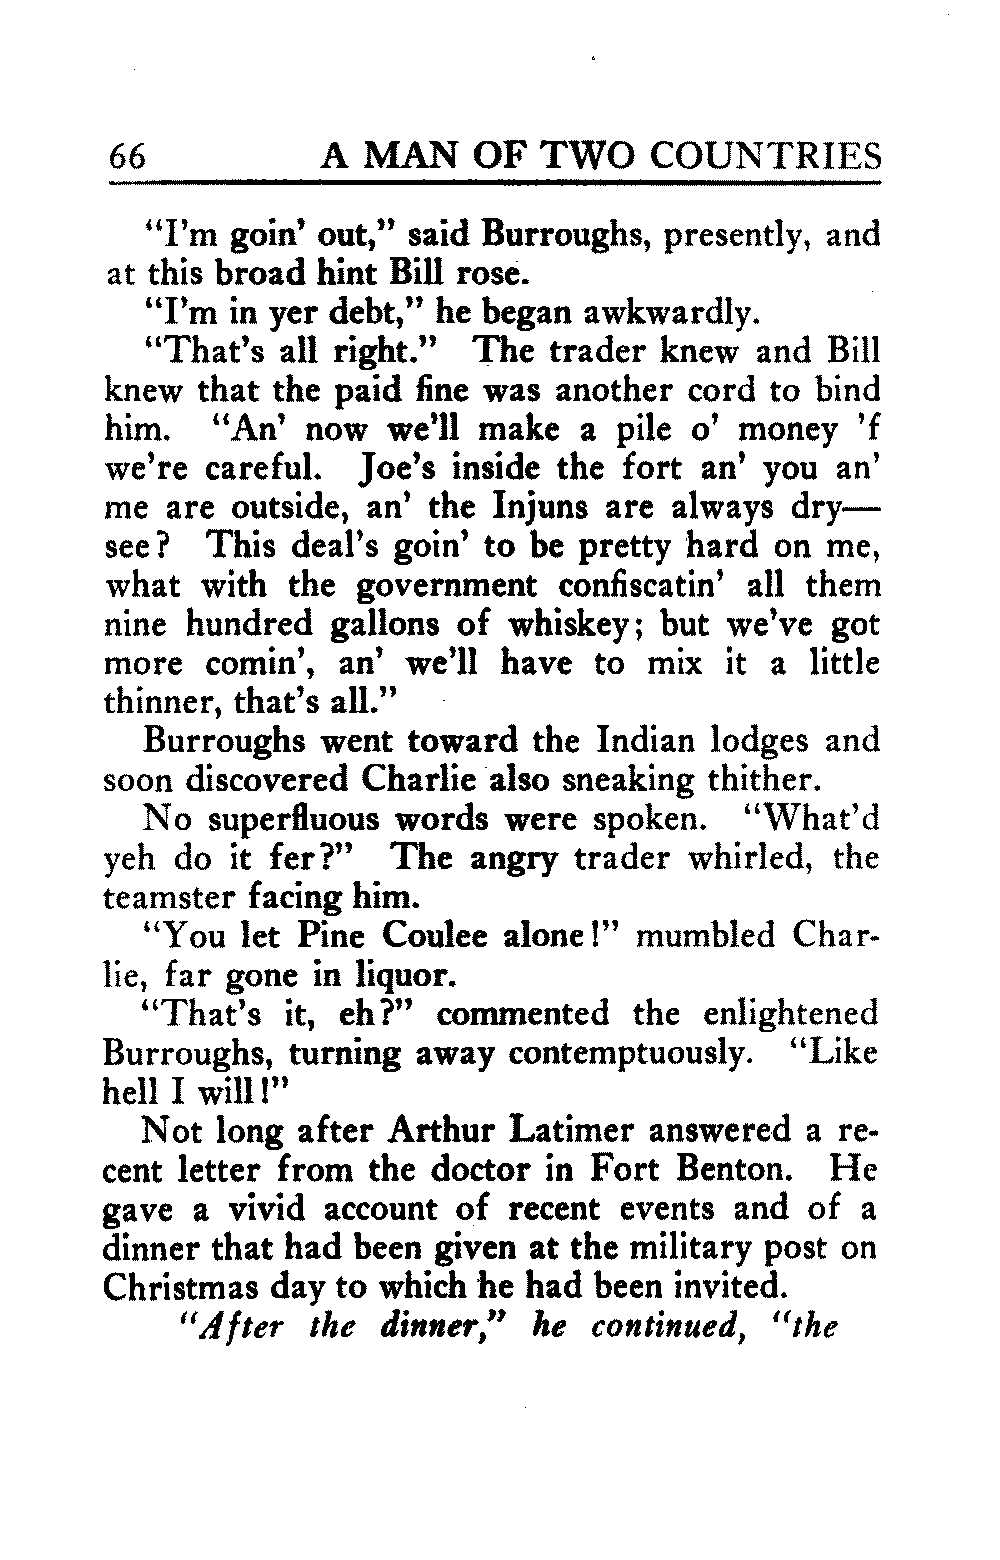 66 A MAN OF TWO COUNTRIES
"I'm goin' out," said Burroughs, presently, and
at this broad hint Bill rose.
"I'm in yer debt," he began awkwardly.
"That's all right." The trader knew and Bill
knew that the paid fine was another cord to bind
him. "An' now we'll make a pile o' money 'f
we're careful. Joe's inside the fort an' you an'
me are outside, an' the Injuns are always dry—
see? This deal's goin' to be pretty hard on me,
what with the government confiscatin' all them
nine hundred gallons of whiskey; but we've got
more comin', an' we'll have to mix it a little
thinner, that's all."
Burroughs went toward the Indian lodges and
soon discovered Charlie also sneaking thither.
No superfluous words were spoken. "What'd
yeh do it fer?" The angry trader whirled, the
teamster facing him.
"You let Pine Coulee alone!" mumbled Char-
lie, far gone in liquor.
"That's it, eh?" commented the enlightened
Burroughs, turning away contemptuously. "Like
hell I will!"
Not long after Arthur Latimer answered a re-
cent letter from the doctor in Fort Benton. He
gave a vivid account of recent events and of a
dinner that had been given at the military post on
Christmas day to which he had been invited.
"After the dinner," he continued, "the